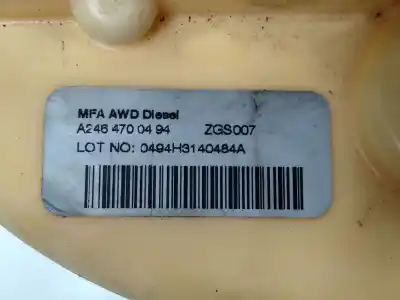 MFA AWD Diesel
A246 470 04 94 ZGS007
LOT NO: 0494H3140484A